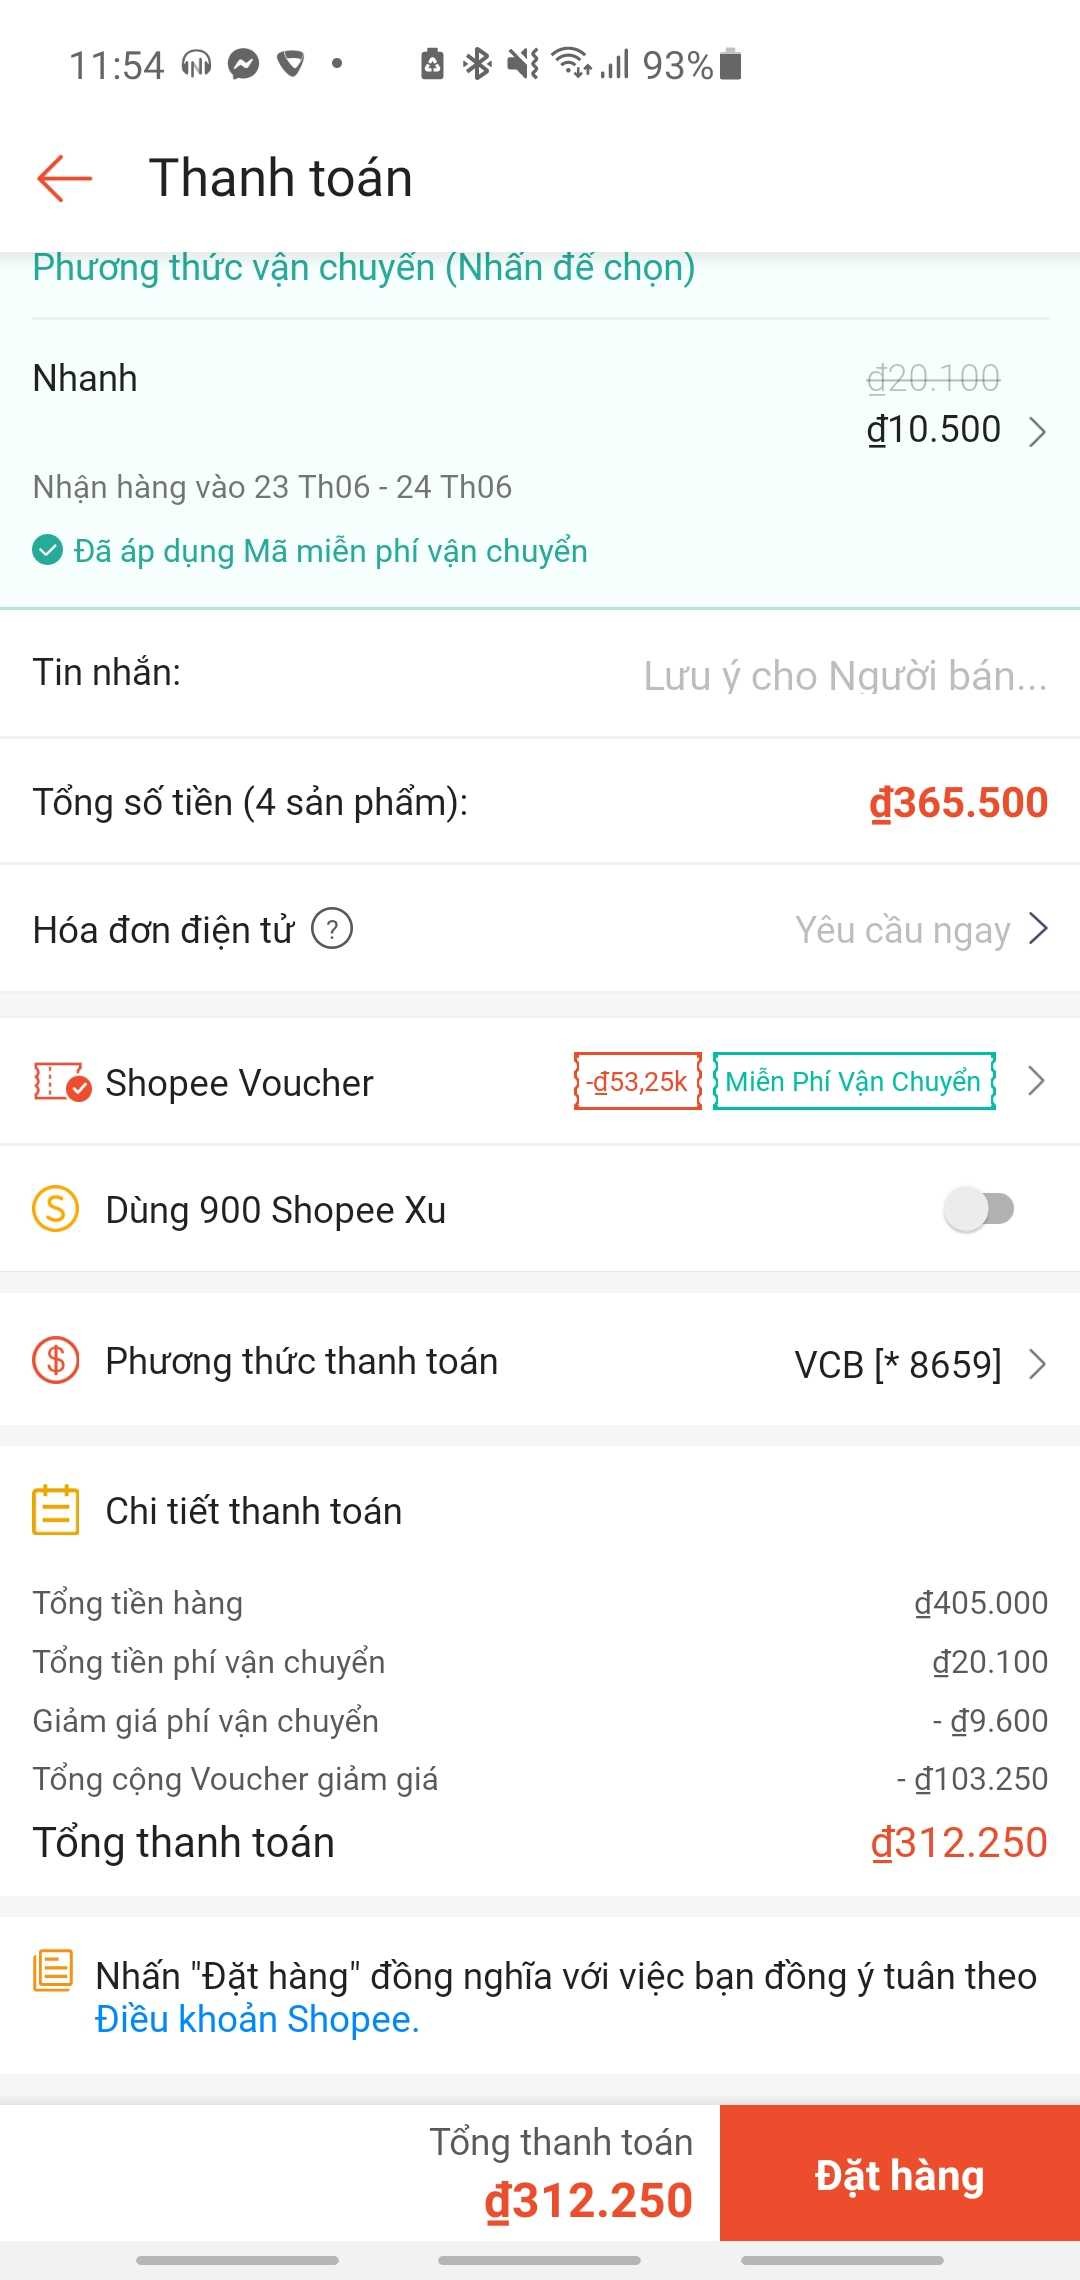 11:54 93%
Thanh toán
Phương thức vận chuyển (Nhấn để chọn)
Nhanh
₫20.100
₫10.500
Nhận hàng vào 23 Th06 - 24 Th06
Đã áp dụng Mã miễn phí vận chuyển
Tin nhắn:
Lưu ý cho Người bán...
Tổng số tiền (4 sản phẩm):
₫365.500
Hóa đơn điện tử ?
Yêu cầu ngay
Shopee Voucher
-₫53,25k
Miễn Phí Vận Chuyển
Dùng 900 Shopee Xu
Phương thức thanh toán
VCB [* 8659]
Chi tiết thanh toán
Tổng tiền hàng ₫405.000
Tổng tiền phí vận chuyển ₫20.100
Giảm giá phí vận chuyển - ₫9.600
Tổng cộng Voucher giảm giá - ₫103.250
Tổng thanh toán ₫312.250
Nhấn "Đặt hàng" đồng nghĩa với việc bạn đồng ý tuân theo
Điều khoản Shopee.
Tổng thanh toán
₫312.250
Đặt hàng